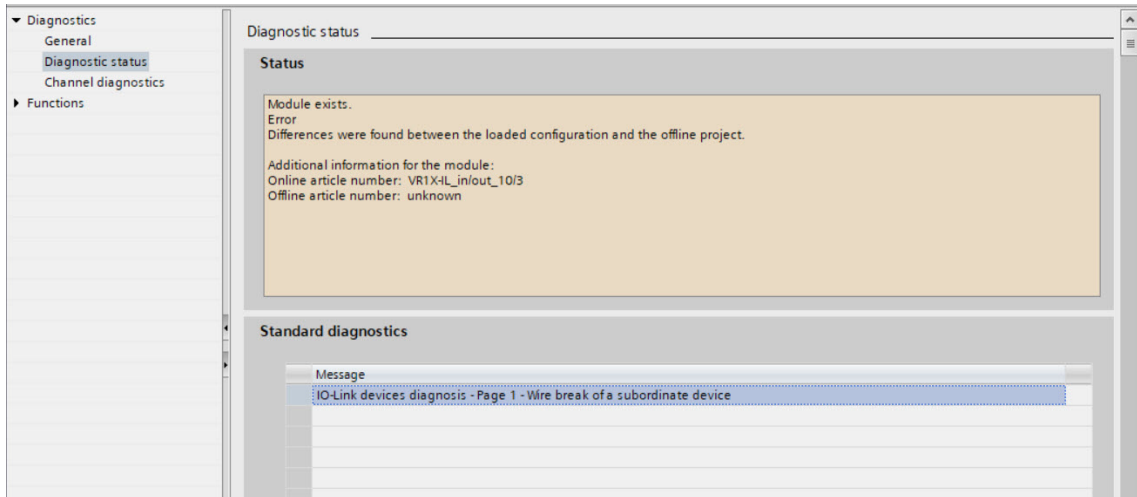 Diagnostics
General
Diagnostic status
Channel diagnostics
Functions
Diagnostic status
Status
Module exists.
Error
Differences were found between the loaded configuration and the offline project.
Additional information for the module:
Online article number: VR1X-IL_in/out_10/3
Offline article number: unknown
Standard diagnostics
Message
IO-Link devices diagnosis - Page 1 - Wire break of a subordinate device